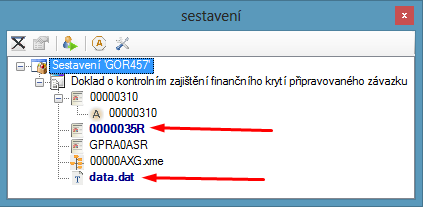 sestavení
x
A
Sestavení 'GOR457'
Doklad o kontrolním zajištění finančního krytí připravovaného závazku
00000310
A 00000310
0000035R
GPRA0ASR
00000AXG.xme
T data.dat